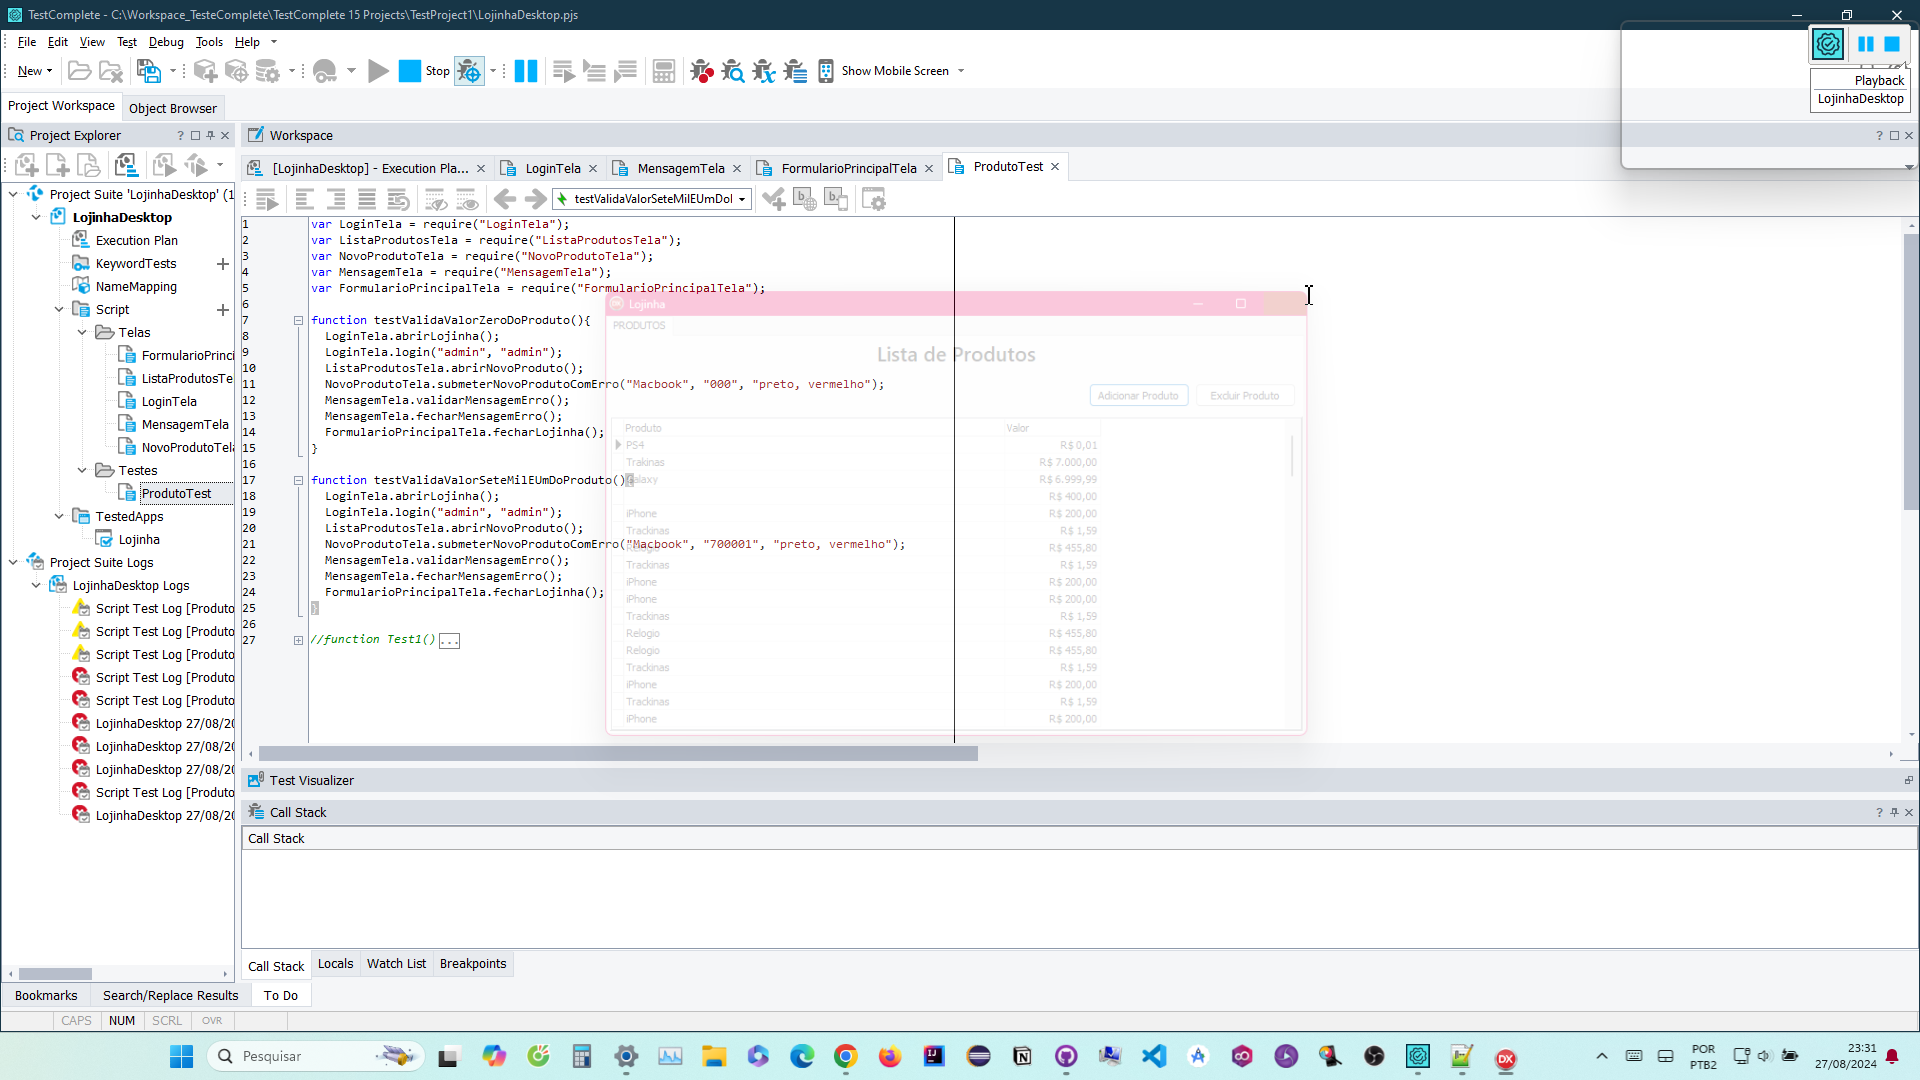 TestComplete - C:\Workspace_TesteComplete\TestComplete 15 Projects\TestProject1\LojinhaDesktop.pjs
File Edit View Test Debug Tools Help
New Stop Show Mobile Screen
Playback
LojinhaDesktop
Project Workspace Object Browser
Project Explorer
Workspace
[LojinhaDesktop] - Execution Pla... LoginTela MensagemTela FormularioPrincipalTela ProdutoTest
testValidaValorSeteMilEUmDoI
Project Suite 'LojinhaDesktop' (1
LojinhaDesktop
Execution Plan
KeywordTests
NameMapping
Script
Telas
FormularioPrinci
ListaProdutosTe
LoginTela
MensagemTela
NovoProdutoTela
Testes
ProdutoTest
TestedApps
Lojinha
Project Suite Logs
LojinhaDesktop Logs
Script Test Log [Produto
Script Test Log [Produto
Script Test Log [Produto
Script Test Log [Produto
Script Test Log [Produto
LojinhaDesktop 27/08/20
LojinhaDesktop 27/08/20
LojinhaDesktop 27/08/20
Script Test Log [Produto
LojinhaDesktop 27/08/20
1 var LoginTela = require("LoginTela");
2 var ListaProdutosTela = require("ListaProdutosTela");
3 var NovoProdutoTela = require("NovoProdutoTela");
4 var MensagemTela = require("MensagemTela");
5 var FormularioPrincipalTela = require("FormularioPrincipalTela");
6
7 function testValidaValorZeroDoProduto(){
8 LoginTela.abrirLojinha();
9 LoginTela.login("admin", "admin");
10 ListaProdutosTela.abrirNovoProduto();
11 NovoProdutoTela.submeterNovoProdutoComErro("Macbook", "000", "preto, vermelho");
12 MensagemTela.validarMensagemErro();
13 MensagemTela.fecharMensagemErro();
14 FormularioPrincipalTela.fecharLojinha();
15 }
16
17 function testValidaValorSeteMilEUmDoProduto(){
18 LoginTela.abrirLojinha();
19 LoginTela.login("admin", "admin");
20 ListaProdutosTela.abrirNovoProduto();
21 NovoProdutoTela.submeterNovoProdutoComErro("Macbook", "700001", "preto, vermelho");
22 MensagemTela.validarMensagemErro();
23 MensagemTela.fecharMensagemErro();
24 FormularioPrincipalTela.fecharLojinha();
25 }
26
27 //function Test1() ...
Lojinha
PRODUTOS
Lista de Produtos
Adicionar Produto Excluir Produto
Produto Valor
PS4 R$ 0,01
Trakinas R$ 7.000,00
Galaxy R$ 6.999,99
R$ 400,00
iPhone R$ 200,00
Trackinas R$ 1,59
Relogio R$ 455,80
Trackinas R$ 1,59
iPhone R$ 200,00
iPhone R$ 200,00
Trackinas R$ 1,59
Relogio R$ 455,80
Relogio R$ 455,80
Trackinas R$ 1,59
iPhone R$ 200,00
Trackinas R$ 1,59
iPhone R$ 200,00
Test Visualizer
Call Stack
Call Stack
Call Stack Locals Watch List Breakpoints
Bookmarks Search/Replace Results To Do
CAPS NUM SCRL OVR
Pesquisar
POR
PTB2
23:31
27/08/2024